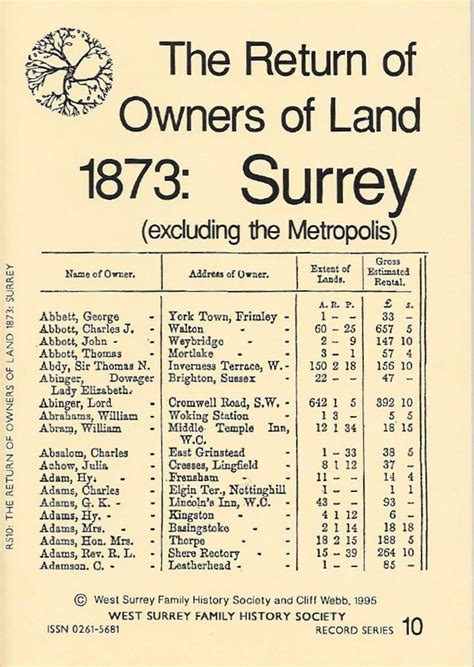 The Return of
Owners of Land
1873: Surrey
(excluding the Metropolis)
Name of Owner. Address of Owner. Extent of Lands. Gross Estimated Rental.
A. R. P. £ s.
Abbett, George - York Town, Frimley - 1 - - 33 -
Abbott, Charles J. - Walton - 60 - 25 657 5
Abbott, John - - Weybridge - 2 - 9 147 10
Abbott, Thomas - Mortlake - 3 - 1 57 4
Abdy, Sir Thomas N. Inverness Terrace, W. - 150 2 18 156 10
Abinger, Dowager Brighton, Sussex - 22 - - 47 -
Lady Elizabeth.
Abinger, Lord - Cromwell Road, S.W. - 642 1 5 392 10
Abrahams, William - Woking Station - 1 3 - 5 5
Abram, William - Middle Temple Inn, 12 1 34 18 15
W.C.
Absalom, Charles - East Grinstead - 1 - 33 38 5
Achow, Julia - Crosses, Lingfield - 8 1 12 37 -
Adam, Hy. - - Frensham - 11 - - 14 4
Adams, Charles - Elgin Ter., Nottinghill 1 - - 16 1
Adams, G. K. - - Lincoln's Inn, W.C. - 43 - - 93 -
Adams, Hy. - - Kingston - 4 1 12 6 -
Adams, Mrs. - - Basingstoke - 2 1 14 18 18
Adams, Hon. Mrs. - Thorpe - 18 2 15 188 5
Adams, Rev. R. L. - Shere Rectory - 15 - 39 264 10
Adamson. C. - - Leatherhead - 1 - - 85 -
© West Surrey Family History Society and Cliff Webb, 1995
WEST SURREY FAMILY HISTORY SOCIETY
ISSN 0261-5681 RECORD SERIES 10
RS10: THE RETURN OF OWNERS OF LAND 1873: SURREY